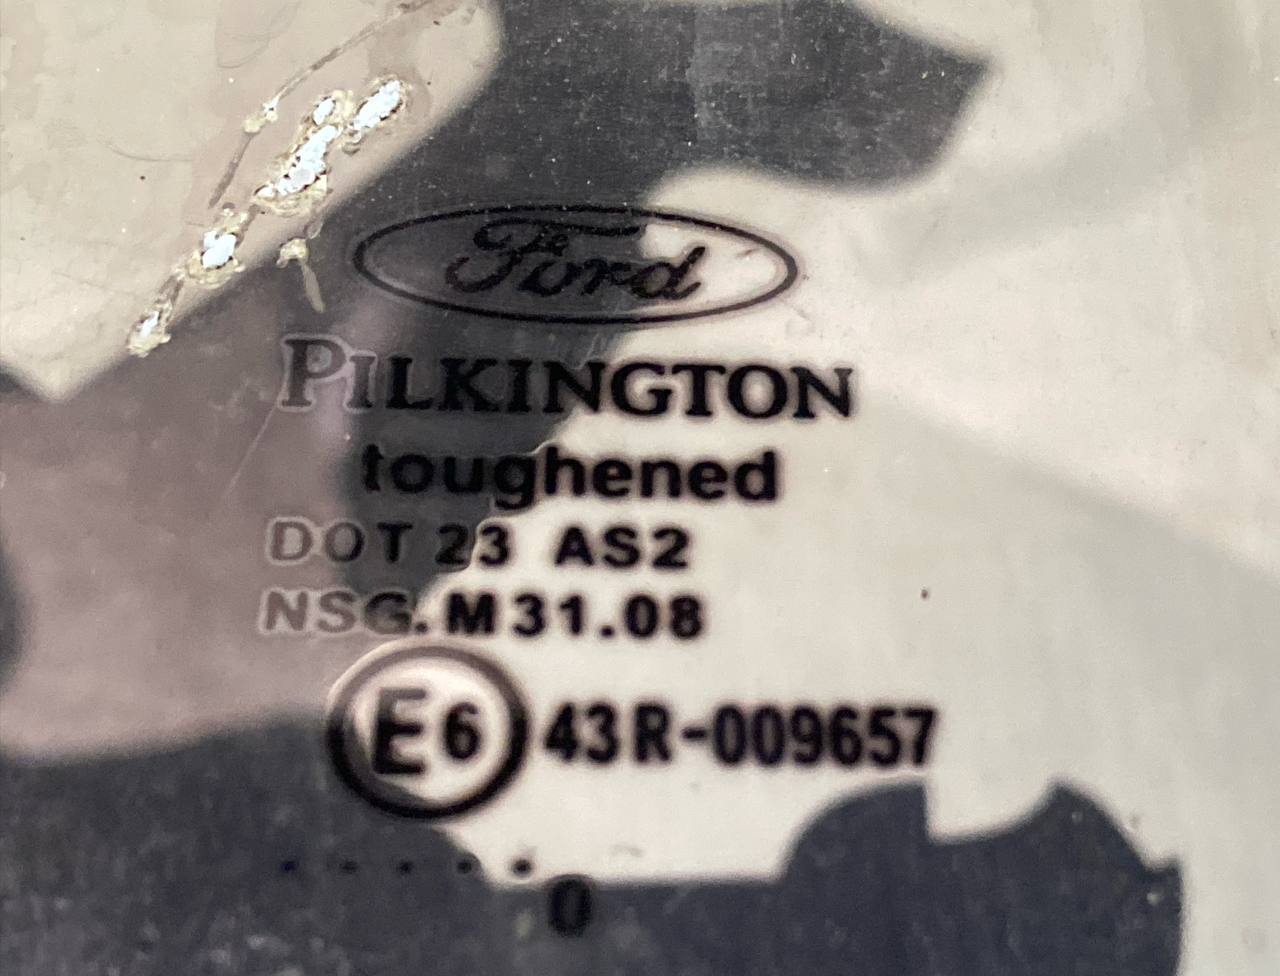 Ford
PILKINGTON
toughened
DOT 23 AS2
NSG.M31.08
E6 43R-009657
.....
0